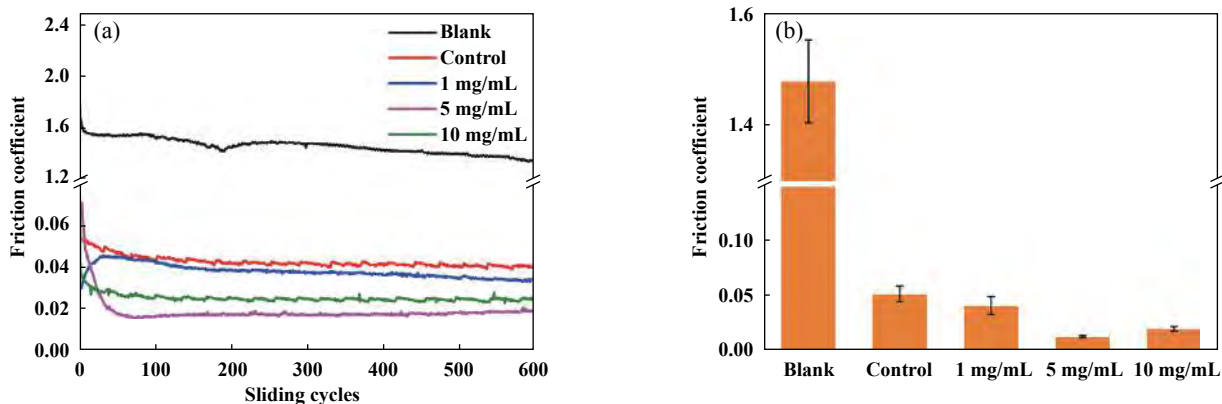 (a)
Friction coefficient
2.4
2.0
1.6
1.2
0.06
0.04
0.02
0.00
Blank
Control
1 mg/mL
5 mg/mL
10 mg/mL
0 100 200 300 400 500 600
Sliding cycles
(b)
Friction coefficient
1.6
1.4
0.10
0.05
0.00
Blank Control 1 mg/mL 5 mg/mL 10 mg/mL